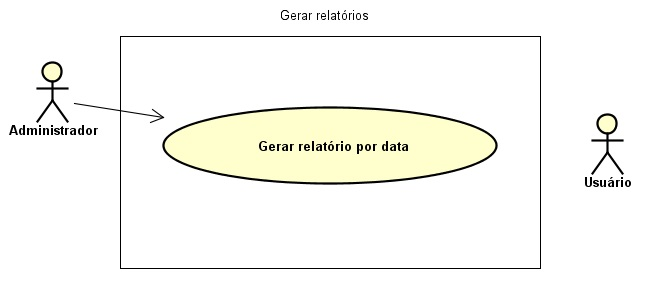 Gerar relatórios
Administrador
Gerar relatório por data
Usuário